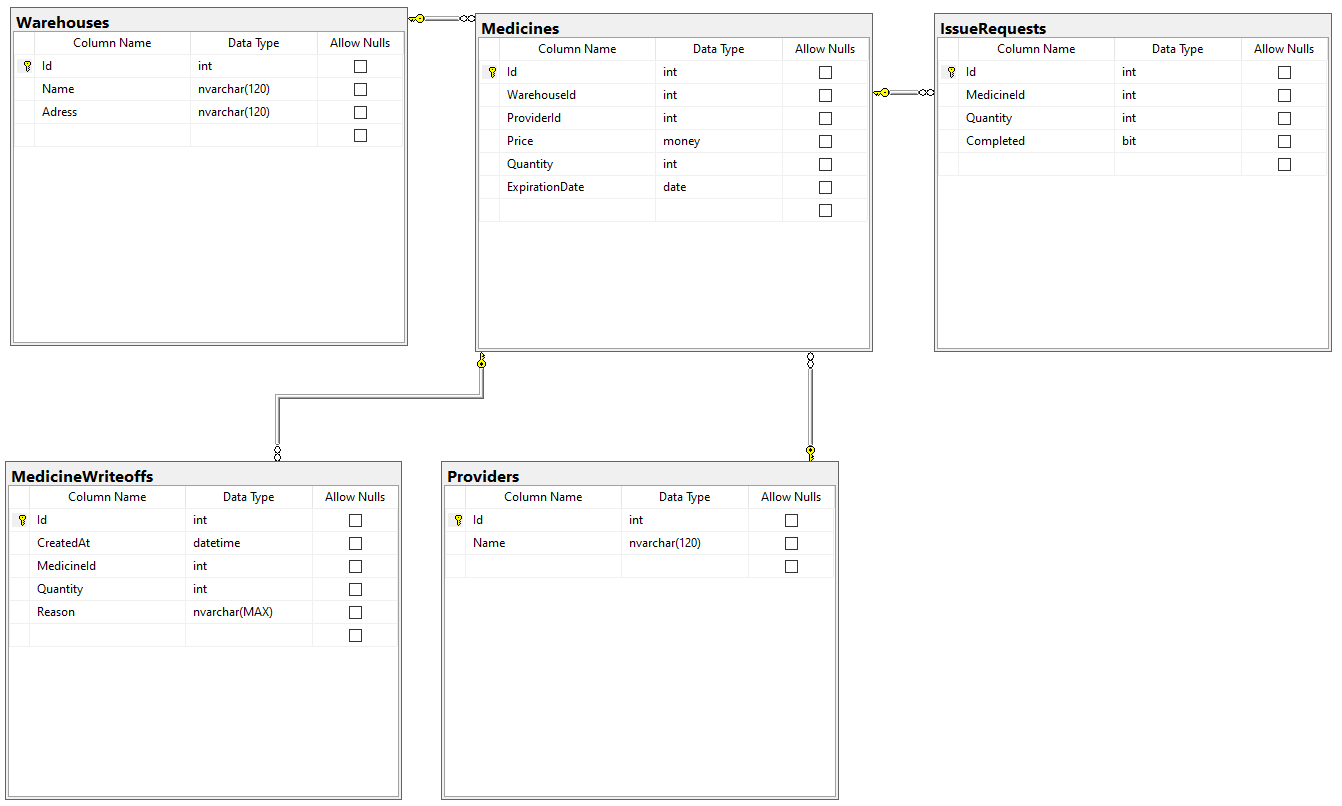 Warehouses
Column Name Data Type Allow Nulls
Id int
Name nvarchar(120)
Adress nvarchar(120)
Medicines
Column Name Data Type Allow Nulls
Id int
WarehouseId int
ProviderId int
Price money
Quantity int
ExpirationDate date
IssueRequests
Column Name Data Type Allow Nulls
Id int
MedicineId int
Quantity int
Completed bit
MedicineWriteoffs
Column Name Data Type Allow Nulls
Id int
CreatedAt datetime
MedicineId int
Quantity int
Reason nvarchar(MAX)
Providers
Column Name Data Type Allow Nulls
Id int
Name nvarchar(120)